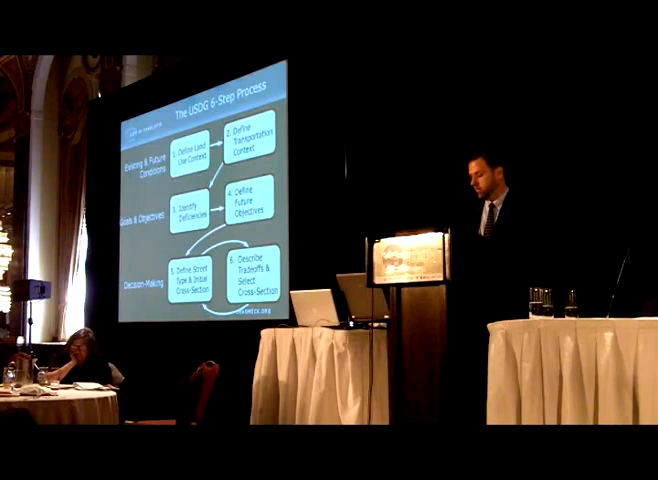 The USDG 6-Step Process
Existing & Future
Conditions
1. Define Land
Use Context
2. Define
Transportation
Context
Goals & Objectives
3. Identify
Deficiencies
4. Define
Future
Objectives
Decision-Making
5. Define Street
Type & Initial
Cross-Section
6. Describe
Tradeoffs &
Select
Cross-Section
CHARMECK.ORG